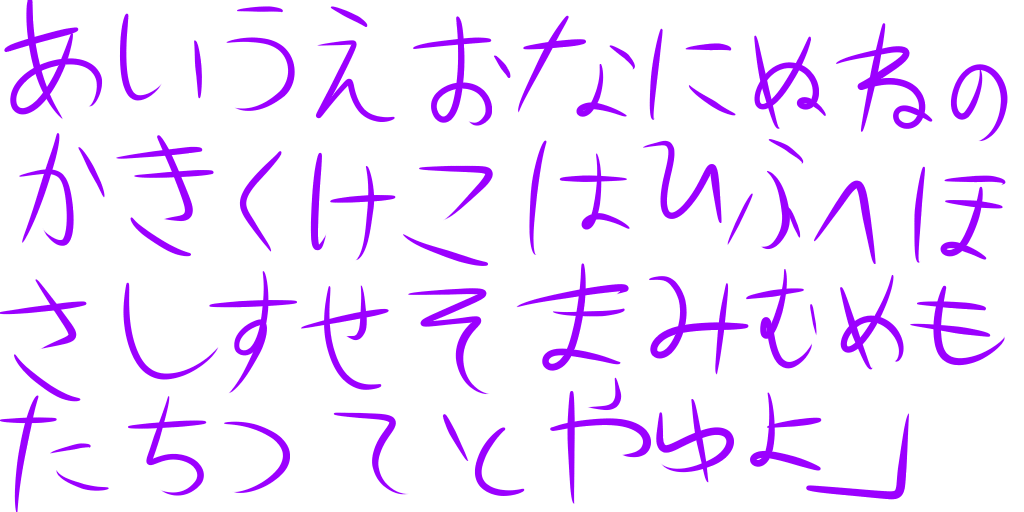 あいうえおなにぬねの
かきくけこはひふへほ
さしすせそまみむめも
たちつてとやゆよ」